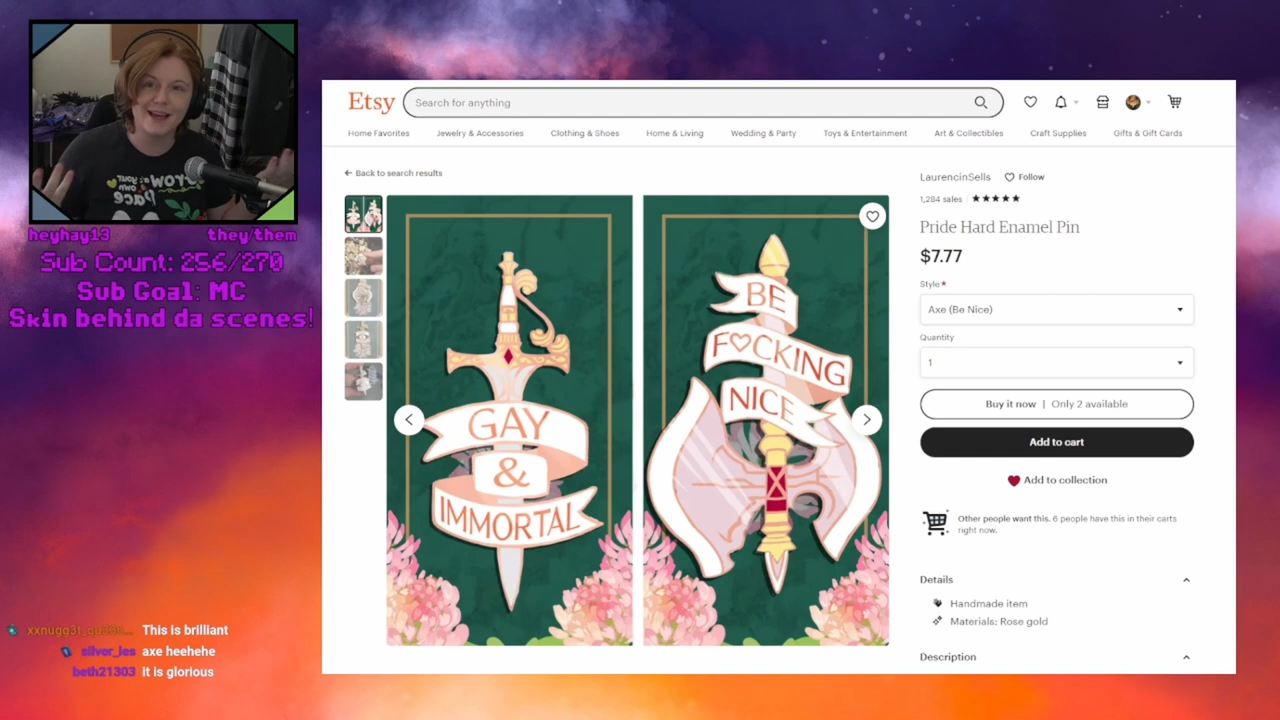 heyhay13
they/them
Sub Count: 256/270
Sub Goal: MC
Skin behind da scenes!
Grow at
your own
Pace
This is brilliant
silver_les axe heehehe
beth21303 it is glorious
Etsy
Search for anything
Home Favorites
Jewelry & Accessories
Clothing & Shoes
Home & Living
Wedding & Party
Toys & Entertainment
Art & Collectibles
Craft Supplies
Gifts & Gift Cards
Back to search results
GAY
&
IMMORTAL
BE
F♡CKING
NICE
LaurencinSells
Follow
1,284 sales
Pride Hard Enamel Pin
$7.77
Style*
Axe (Be Nice)
Quantity
1
Buy it now | Only 2 available
Add to cart
Add to collection
Other people want this. 6 people have this in their carts
right now.
Details
Handmade item
Materials: Rose gold
Description